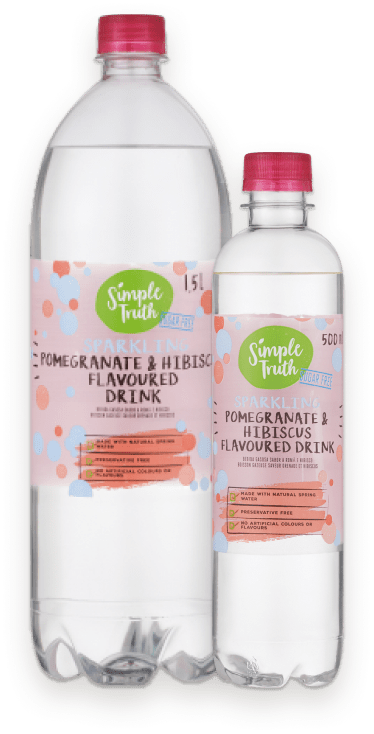 Simple
Truth
1,5L
SUGAR FREE
SPARKLING
POMEGRANATE & HIBISC
FLAVOURED
DRINK
MADE WITH NATURAL SPRING
WATER
PRESERVATIVE FREE
NO ARTIFICIAL COLOURS OR
FLAVOURS
Simple
Truth
500 m
SUGAR FREE
SPARKLING
POMEGRANATE &
HIBISCUS
FLAVOURED DRINK
MADE WITH NATURAL SPRING
WATER
PRESERVATIVE FREE
NO ARTIFICIAL COLOURS OR
FLAVOURS